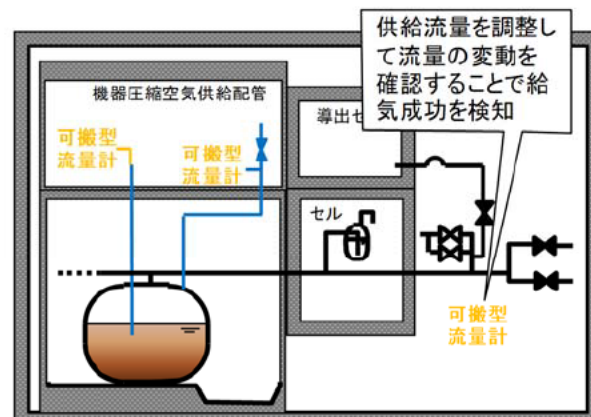 供給流量を調整し
て流量の変動を
確認することで給
気成功を検知
機器圧縮空気供給配管
導出セ
可搬型
流量計
可搬型
流量計
セル
可搬型
流量計